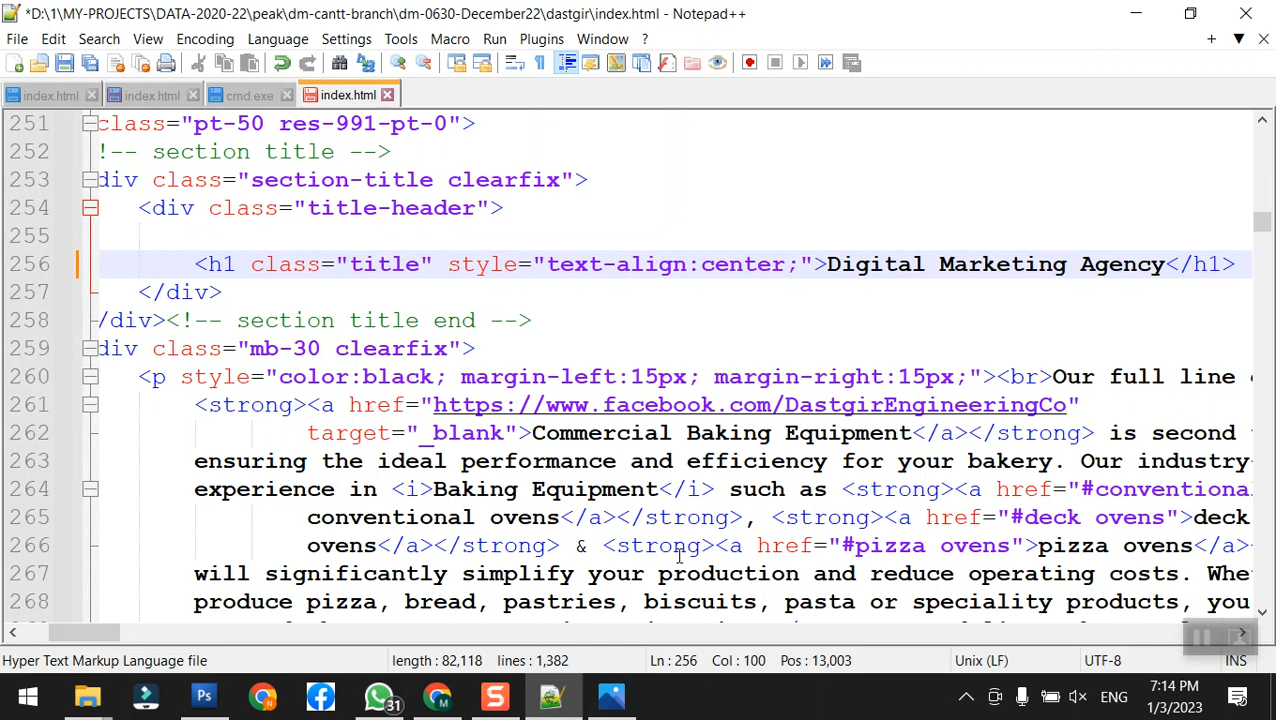 *D:\1\MY-PROJECTS\DATA-2020-22\peak\dm-cantt-branch\dm-0630-December22\dastgir\index.html - Notepad++
File Edit Search View Encoding Language Settings Tools Macro Run Plugins Window ? + ▼ X
index.html index.html cmd.exe index.html
251 class="pt-50 res-991-pt-0">
252 !-- section title -->
253 div class="section-title clearfix">
254 <div class="title-header">
255
256 <h1 class="title" style="text-align:center;">Digital Marketing Agency</h1>
257 </div>
258 /div><!-- section title end -->
259 div class="mb-30 clearfix">
260 <p style="color:black; margin-left:15px; margin-right:15px;"><br>Our full line
261 <strong><a href="https://www.facebook.com/DastgirEngineeringCo"
262 target="_blank">Commercial Baking Equipment</a></strong> is second
263 ensuring the ideal performance and efficiency for your bakery. Our industry-
264 experience in <i>Baking Equipment</i> such as <strong><a href="#conventional
265 conventional ovens</a></strong>, <strong><a href="#deck ovens">deck
266 ovens</a></strong> & <strong><a href="#pizza ovens">pizza ovens</a>
267 will significantly simplify your production and reduce operating costs. Whe
268 produce pizza, bread, pastries, biscuits, pasta or speciality products, you
Hyper Text Markup Language file length : 82,118 lines : 1,382 Ln : 256 Col : 100 Pos : 13,003 Unix (LF) UTF-8 INS
31 ENG 7:14 PM
1/3/2023